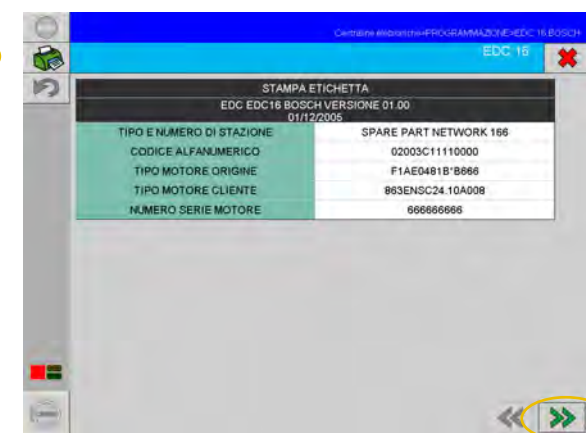 Centraline elettroniche»PROGRAMMAZIONE»EDC 16 BOSCH
EDC 16
STAMPA ETICHETTA
EDC EDC16 BOSCH VERSIONE 01.00
01/12/2005
TIPO E NUMERO DI STAZIONE SPARE PART NETWORK 166
CODICE ALFANUMERICO 02003C11110000
TIPO MOTORE ORIGINE F1AE0481B*B666
TIPO MOTORE CLIENTE 863ENSC24.10A008
NUMERO SERIE MOTORE 666666666